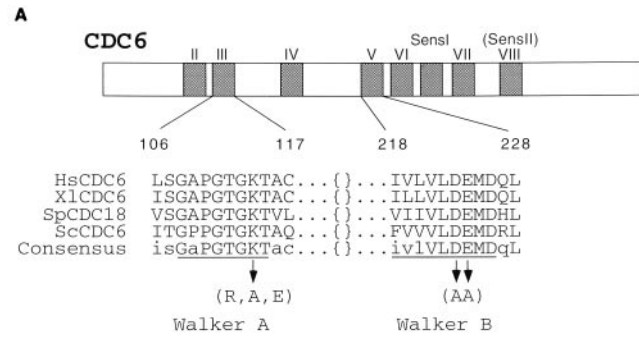 A
CDC6
SensI
(SensII)
II III IV V VI VII VIII
106 117 218 228
HsCDC6 LSGAPGTGKTAC...{}...IVLVLDEMDQL
XlCDC6 ISGAPGTGKTAC...{}...ILLVLDEMDQL
SpCDC18 VSGAPGTGKTVL...{}...VIIVLDEMDHL
ScCDC6 ITGPPGTGKTAQ...{}...FVVVLDEMDRL
Consensus isGaPGTGKTac...{}...ivlVLDEMDqL
(R,A,E) (AA)
Walker A Walker B